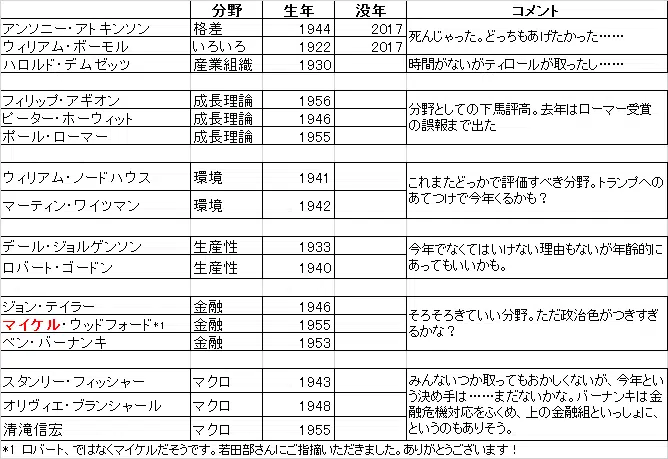 分野 生年 没年 コメント
アンソニー・アトキンソン 格差 1944 2017 死んじゃった。どっちもあげたかった……
ウィリアム・ボーモル いろいろ 1922 2017
ハロルド・デムゼッツ 産業組織 1930 時間がないがティロールが取ったし……
フィリップ・アギオン 成長理論 1956 分野としての下馬評高。去年はローマー受賞
ピーター・ホーウィット 成長理論 1946 の誤報まで出た
ポール・ローマー 成長理論 1955
ウィリアム・ノードハウス 環境 1941 これまたどっかで評価すべき分野。トランプへの
マーティン・ワイツマン 環境 1942 あてつけで今年くるかも？
デール・ジョルゲンソン 生産性 1933 今年でなくてはいけない理由もないが年齢的に
ロバート・ゴードン 生産性 1940 あってもいいかも。
ジョン・テイラー 金融 1946 そろそろきていい分野。ただ政治色がつきすぎ
マイケル・ウッドフォード*1 金融 1955 るかな？
ベン・バーナンキ 金融 1953
スタンリー・フィッシャー マクロ 1943 みんないつか取ってもおかしくないが、今年とい
オリヴィエ・ブランシャール マクロ 1948 う決め手は……まだないかな。バーナンキは金
融危機対応をふくめ、上の金融組といっしょに、
清滝信宏 マクロ 1955 というのもありそう。
*1 ロバート、ではなくマイケルだそうです。若田部さんにご指摘いただきました。ありがとうございます！